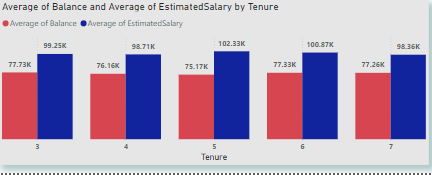 Average of Balance and Average of EstimatedSalary by Tenure
Average of Balance Average of EstimatedSalary
77.73K 99.25K 76.16K 98.71K 75.17K 102.33K 77.33K 100.87K 77.26K 98.36K
3 4 5 6 7
Tenure